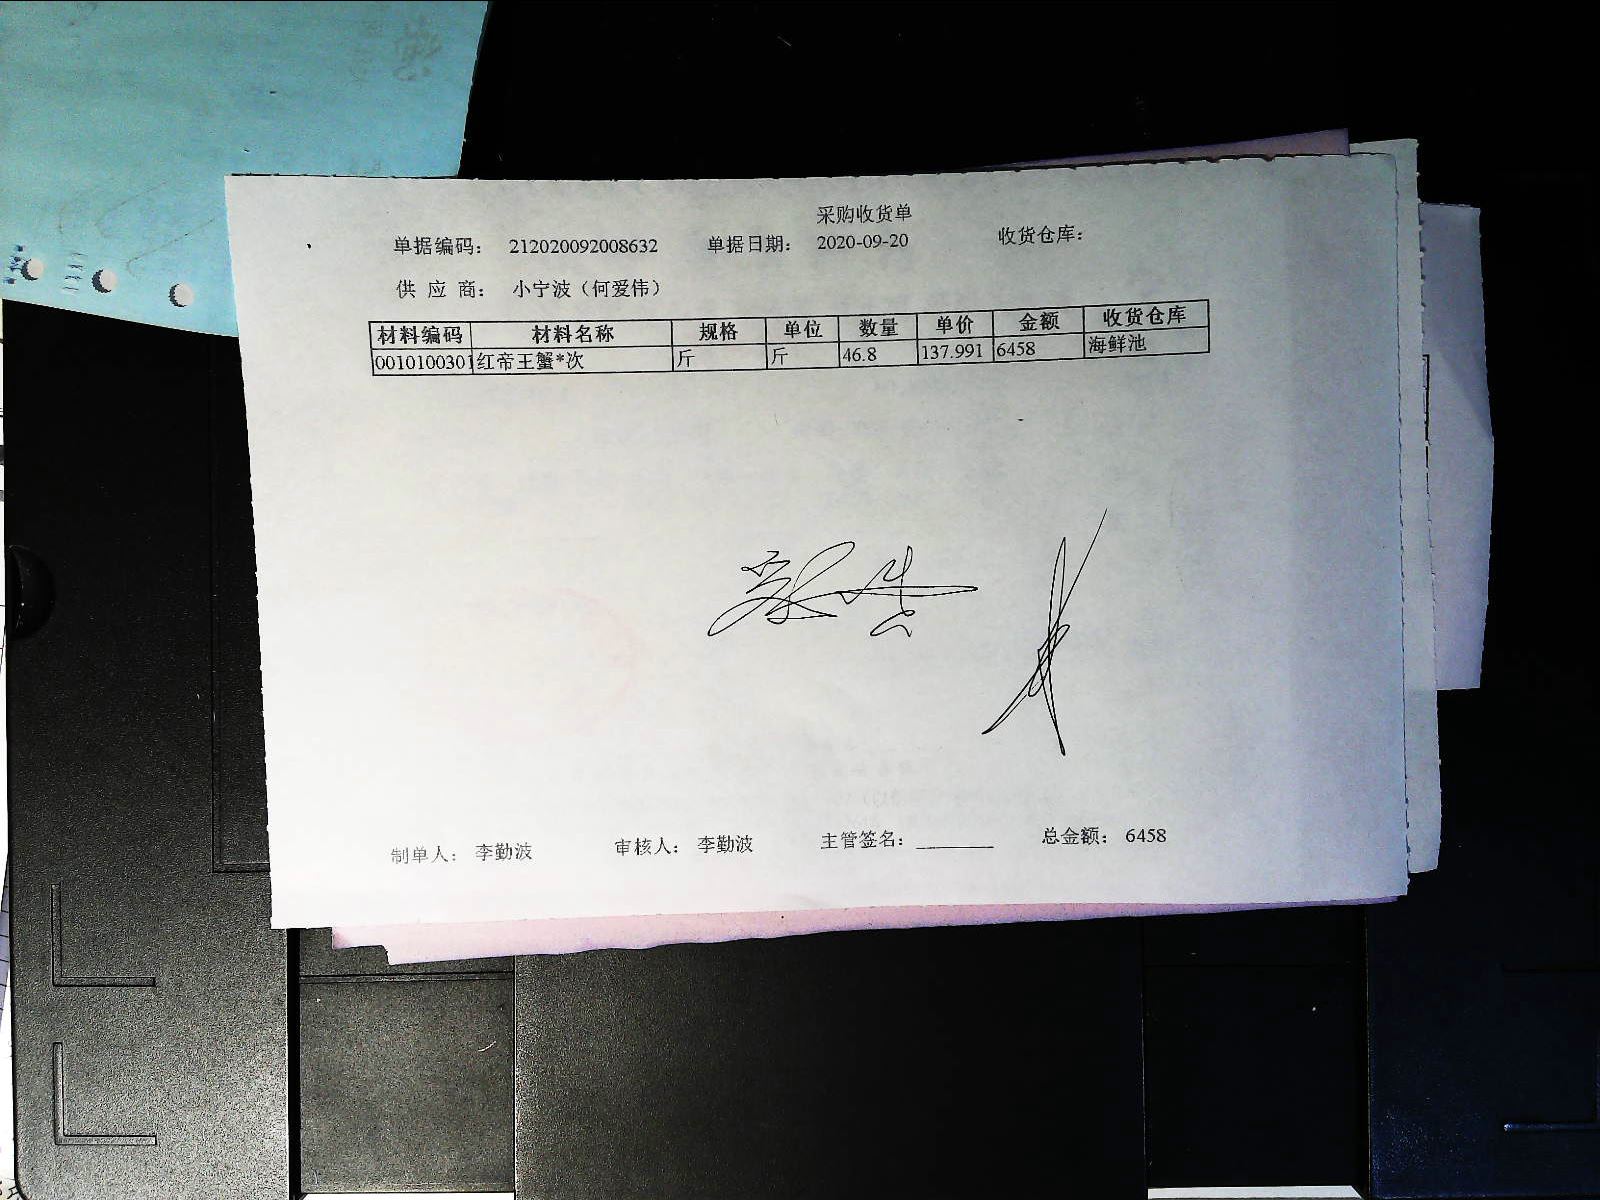 采购收货单
单据编码： 212020092008632 单据日期： 2020-09-20 收货仓库：
供 应 商： 小宁波（何爱伟）
材料编码 材料名称 规格 单位 数量 单价 金额 收货仓库
0010100301 红帝王蟹*次 斤 斤 46.8 137.991 6458 海鲜池
制单人： 李勤波 审核人： 李勤波 主管签名：________ 总金额： 6458